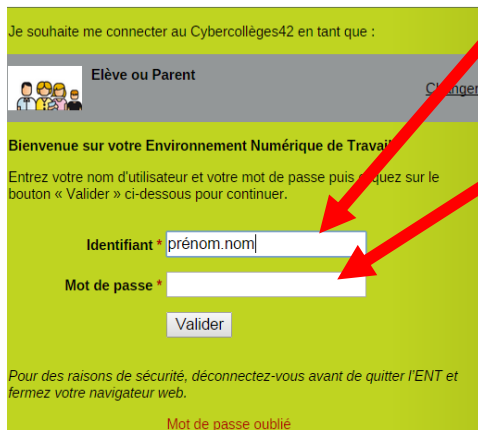 Je souhaite me connecter au Cybercollèges42 en tant que :
Elève ou Parent
Changer
Bienvenue sur votre Environnement Numérique de Travail
Entrez votre nom d'utilisateur et votre mot de passe puis cliquez sur le
bouton « Valider » ci-dessous pour continuer.
Identifiant * prénom.nom
Mot de passe *
Valider
Pour des raisons de sécurité, déconnectez-vous avant de quitter l'ENT et
fermez votre navigateur web.
Mot de passe oublié